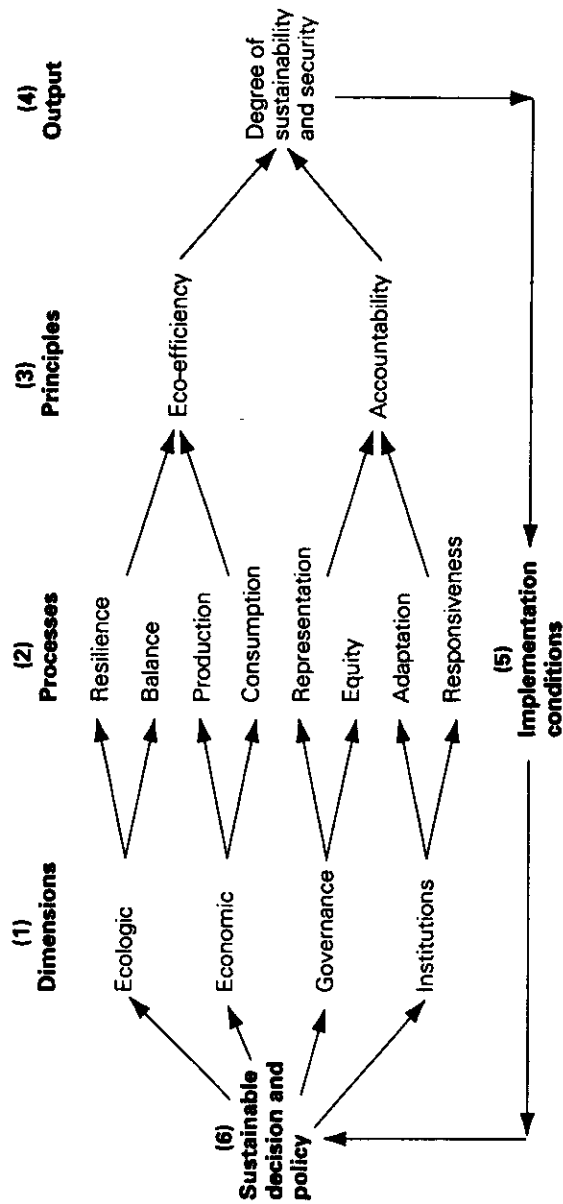 (1)
Dimensions
(2)
Processes
(3)
Principles
(4)
Output
Ecologic
Economic
Governance
Institutions
Resilience
Balance
Production
Consumption
Representation
Equity
Adaptation
Responsiveness
Eco-efficiency
Accountability
Degree of
sustainability
and security
(5)
Implementation
conditions
(6)
Sustainable
decision and
policy